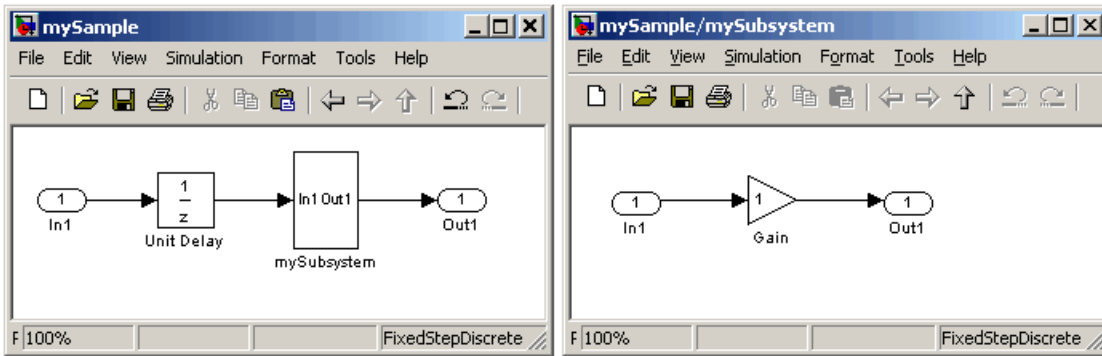 mySample
File Edit View Simulation Format Tools Help
1
In1
1
z
Unit Delay
In1 Out1
mySubsystem
1
Out1
F 100%
FixedStepDiscrete
mySample/mySubsystem
File Edit View Simulation Format Tools Help
1
In1
1
Gain
1
Out1
F 100%
FixedStepDiscrete